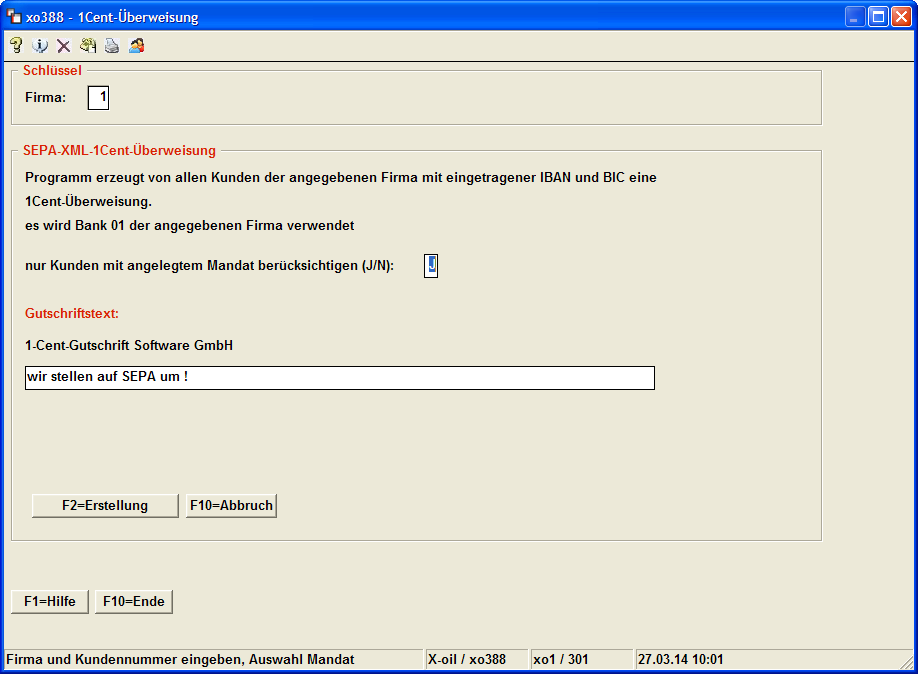 xo388 - 1Cent-Überweisung
Schlüssel
Firma: 1
SEPA-XML-1Cent-Überweisung
Programm erzeugt von allen Kunden der angegebenen Firma mit eingetragener IBAN und BIC eine
1Cent-Überweisung.
es wird Bank 01 der angegebenen Firma verwendet
nur Kunden mit angelegtem Mandat berücksichtigen (J/N): J
Gutschriftstext:
1-Cent-Gutschrift Software GmbH
wir stellen auf SEPA um !
F2=Erstellung F10=Abbruch
F1=Hilfe F10=Ende
Firma und Kundennummer eingeben, Auswahl Mandat X-oil / xo388 xo1 / 301 27.03.14 10:01